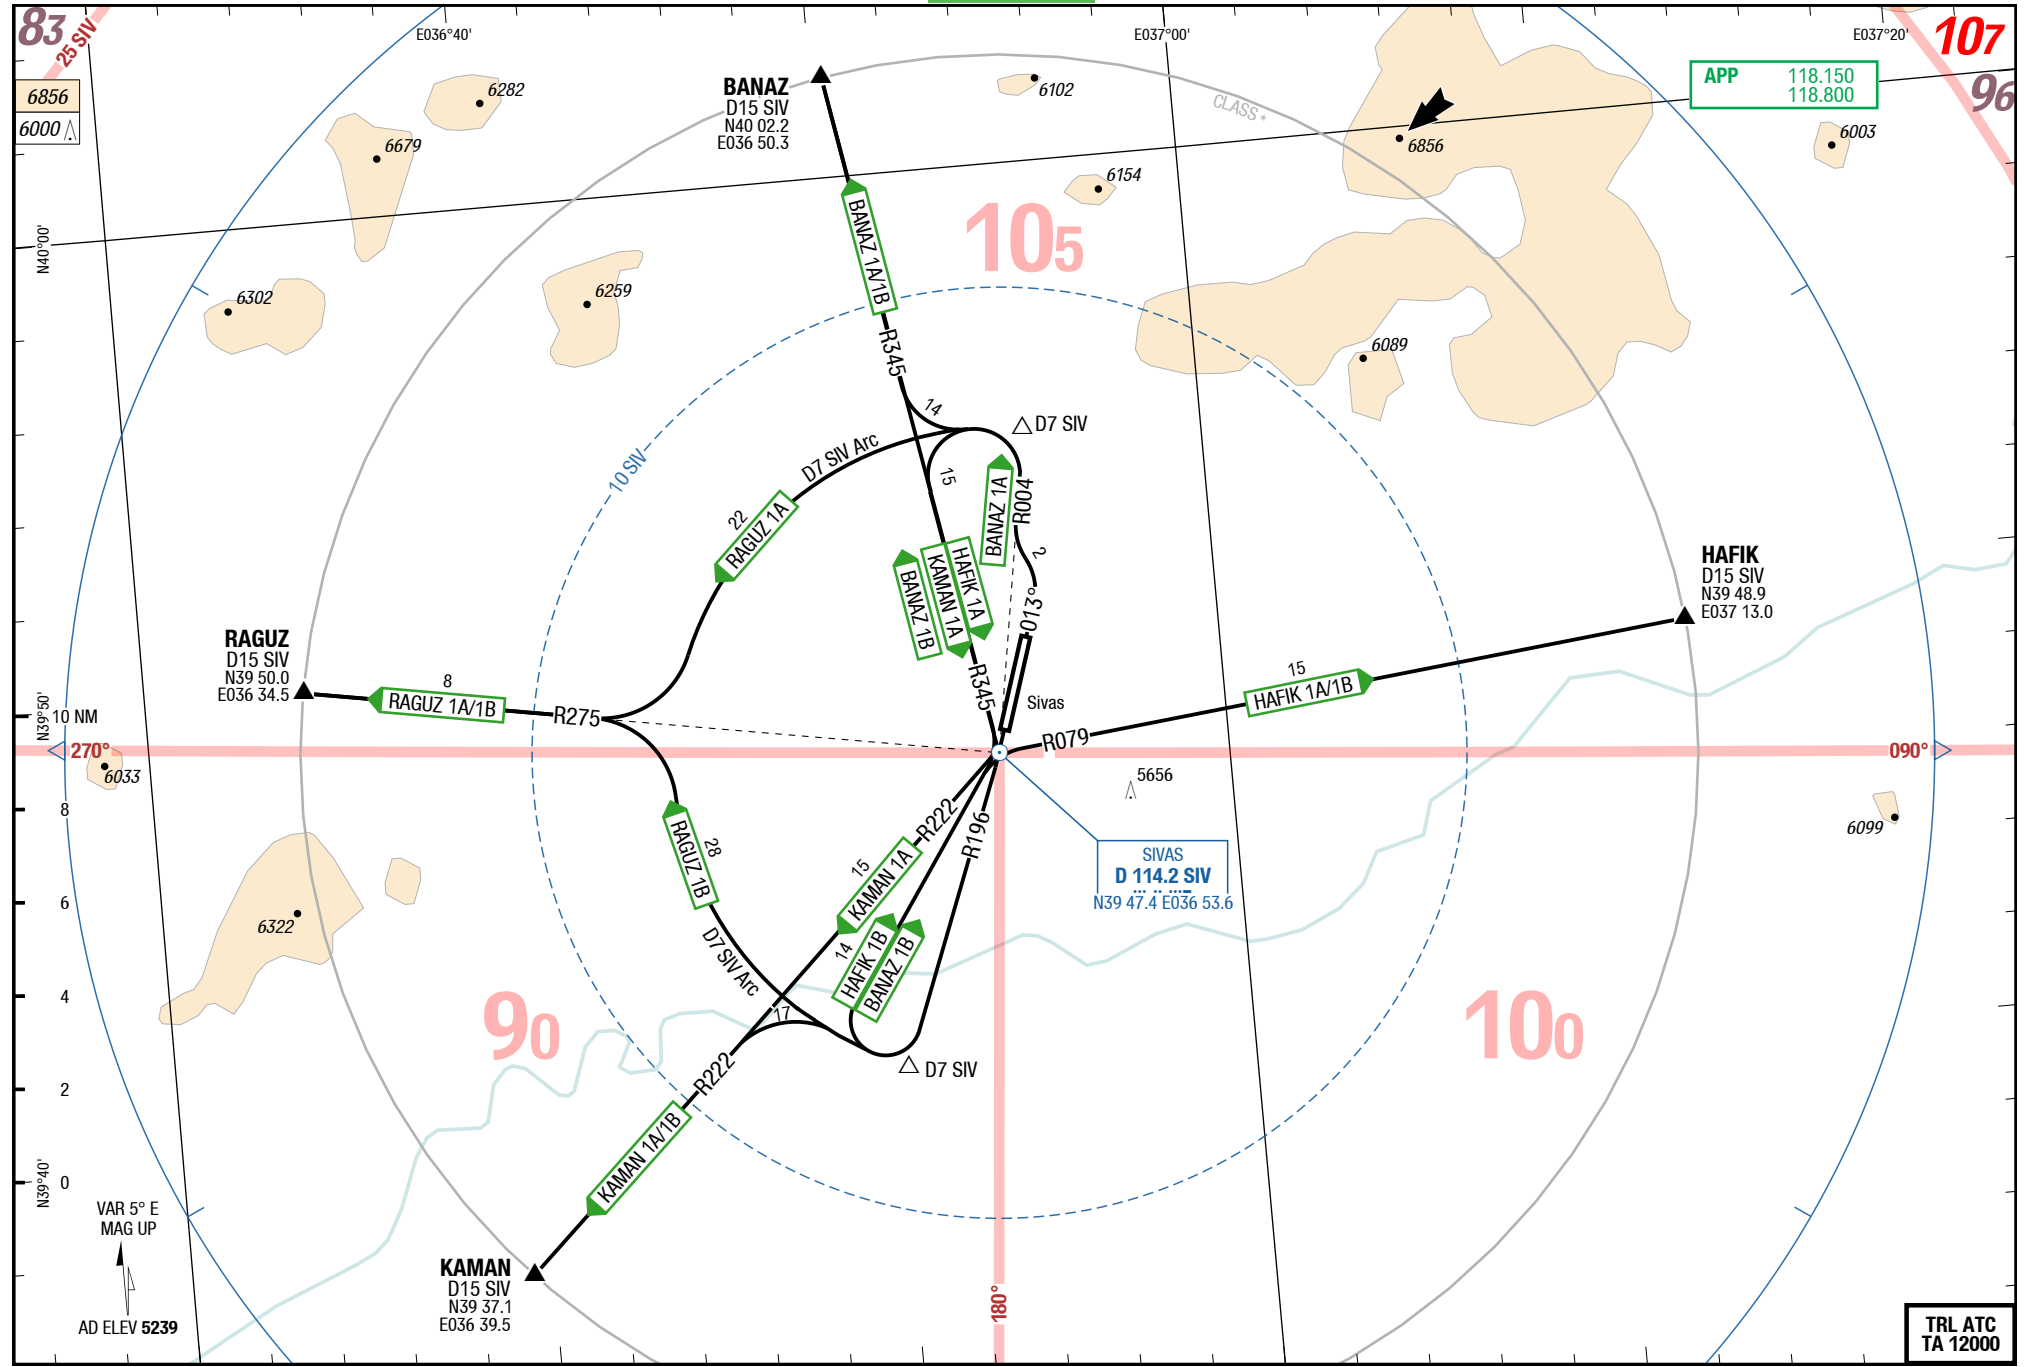 83
25 SIV
E036°40'
E037°00'
E037°20'
107
96
6856
6000
APP 118.150
118.800
BANAZ
D15 SIV
N40 02.2
E036 50.3
6282
6679
6102
CLASS *
6856
6003
6154
N40°00'
105
BANAZ 1A/1B
6302
6259
R345
6089
14
D7 SIV
D7 SIV Arc
10 SIV
15
BANAZ 1A
R004
22
RAGUZ 1A
2
HAFIK 1A
KAMAN 1A
BANAZ 1B
013°
HAFIK
D15 SIV
N39 48.9
E037 13.0
RAGUZ
D15 SIV
N39 50.0
E036 34.5
8
RAGUZ 1A/1B
R275
R345
Sivas
15
HAFIK 1A/1B
R079
N39°50'
10 NM
270°
090°
6033
5656
8
R222
R196
28
RAGUZ 1B
15
KAMAN 1A
SIVAS
D 114.2 SIV
N39 47.4 E036 53.6
6099
6
6322
14
HAFIK 1B
BANAZ 1B
D7 SIV Arc
4
17
90
100
D7 SIV
2
R222
KAMAN 1A/1B
N39°40'
0
VAR 5° E
MAG UP
AD ELEV 5239
KAMAN
D15 SIV
N39 37.1
E036 39.5
180°
TRL ATC
TA 12000